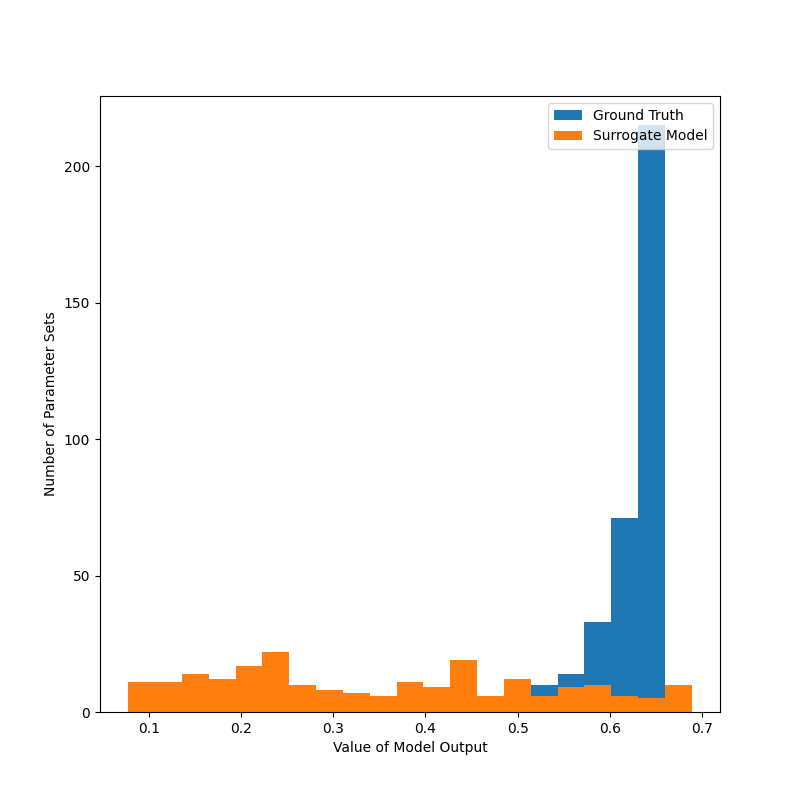 Ground Truth
Surrogate Model
200
150
100
50
0
Number of Parameter Sets
0.1 0.2 0.3 0.4 0.5 0.6 0.7
Value of Model Output